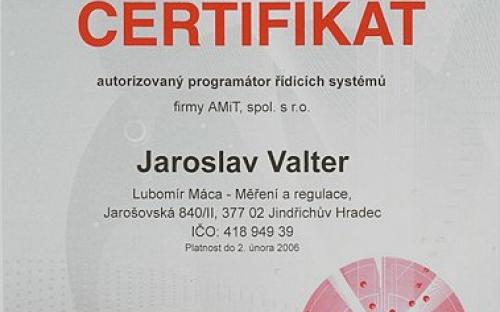 CERTIFIKÁT
autorizovaný programátor řídicích systémů
firmy AMiT, spol. s r.o.
Jaroslav Valter
Lubomír Máca - Měření a regulace,
Jarošovská 840/II, 377 02 Jindřichův Hradec
IČO: 418 949 39
Platnost do 2. února 2006